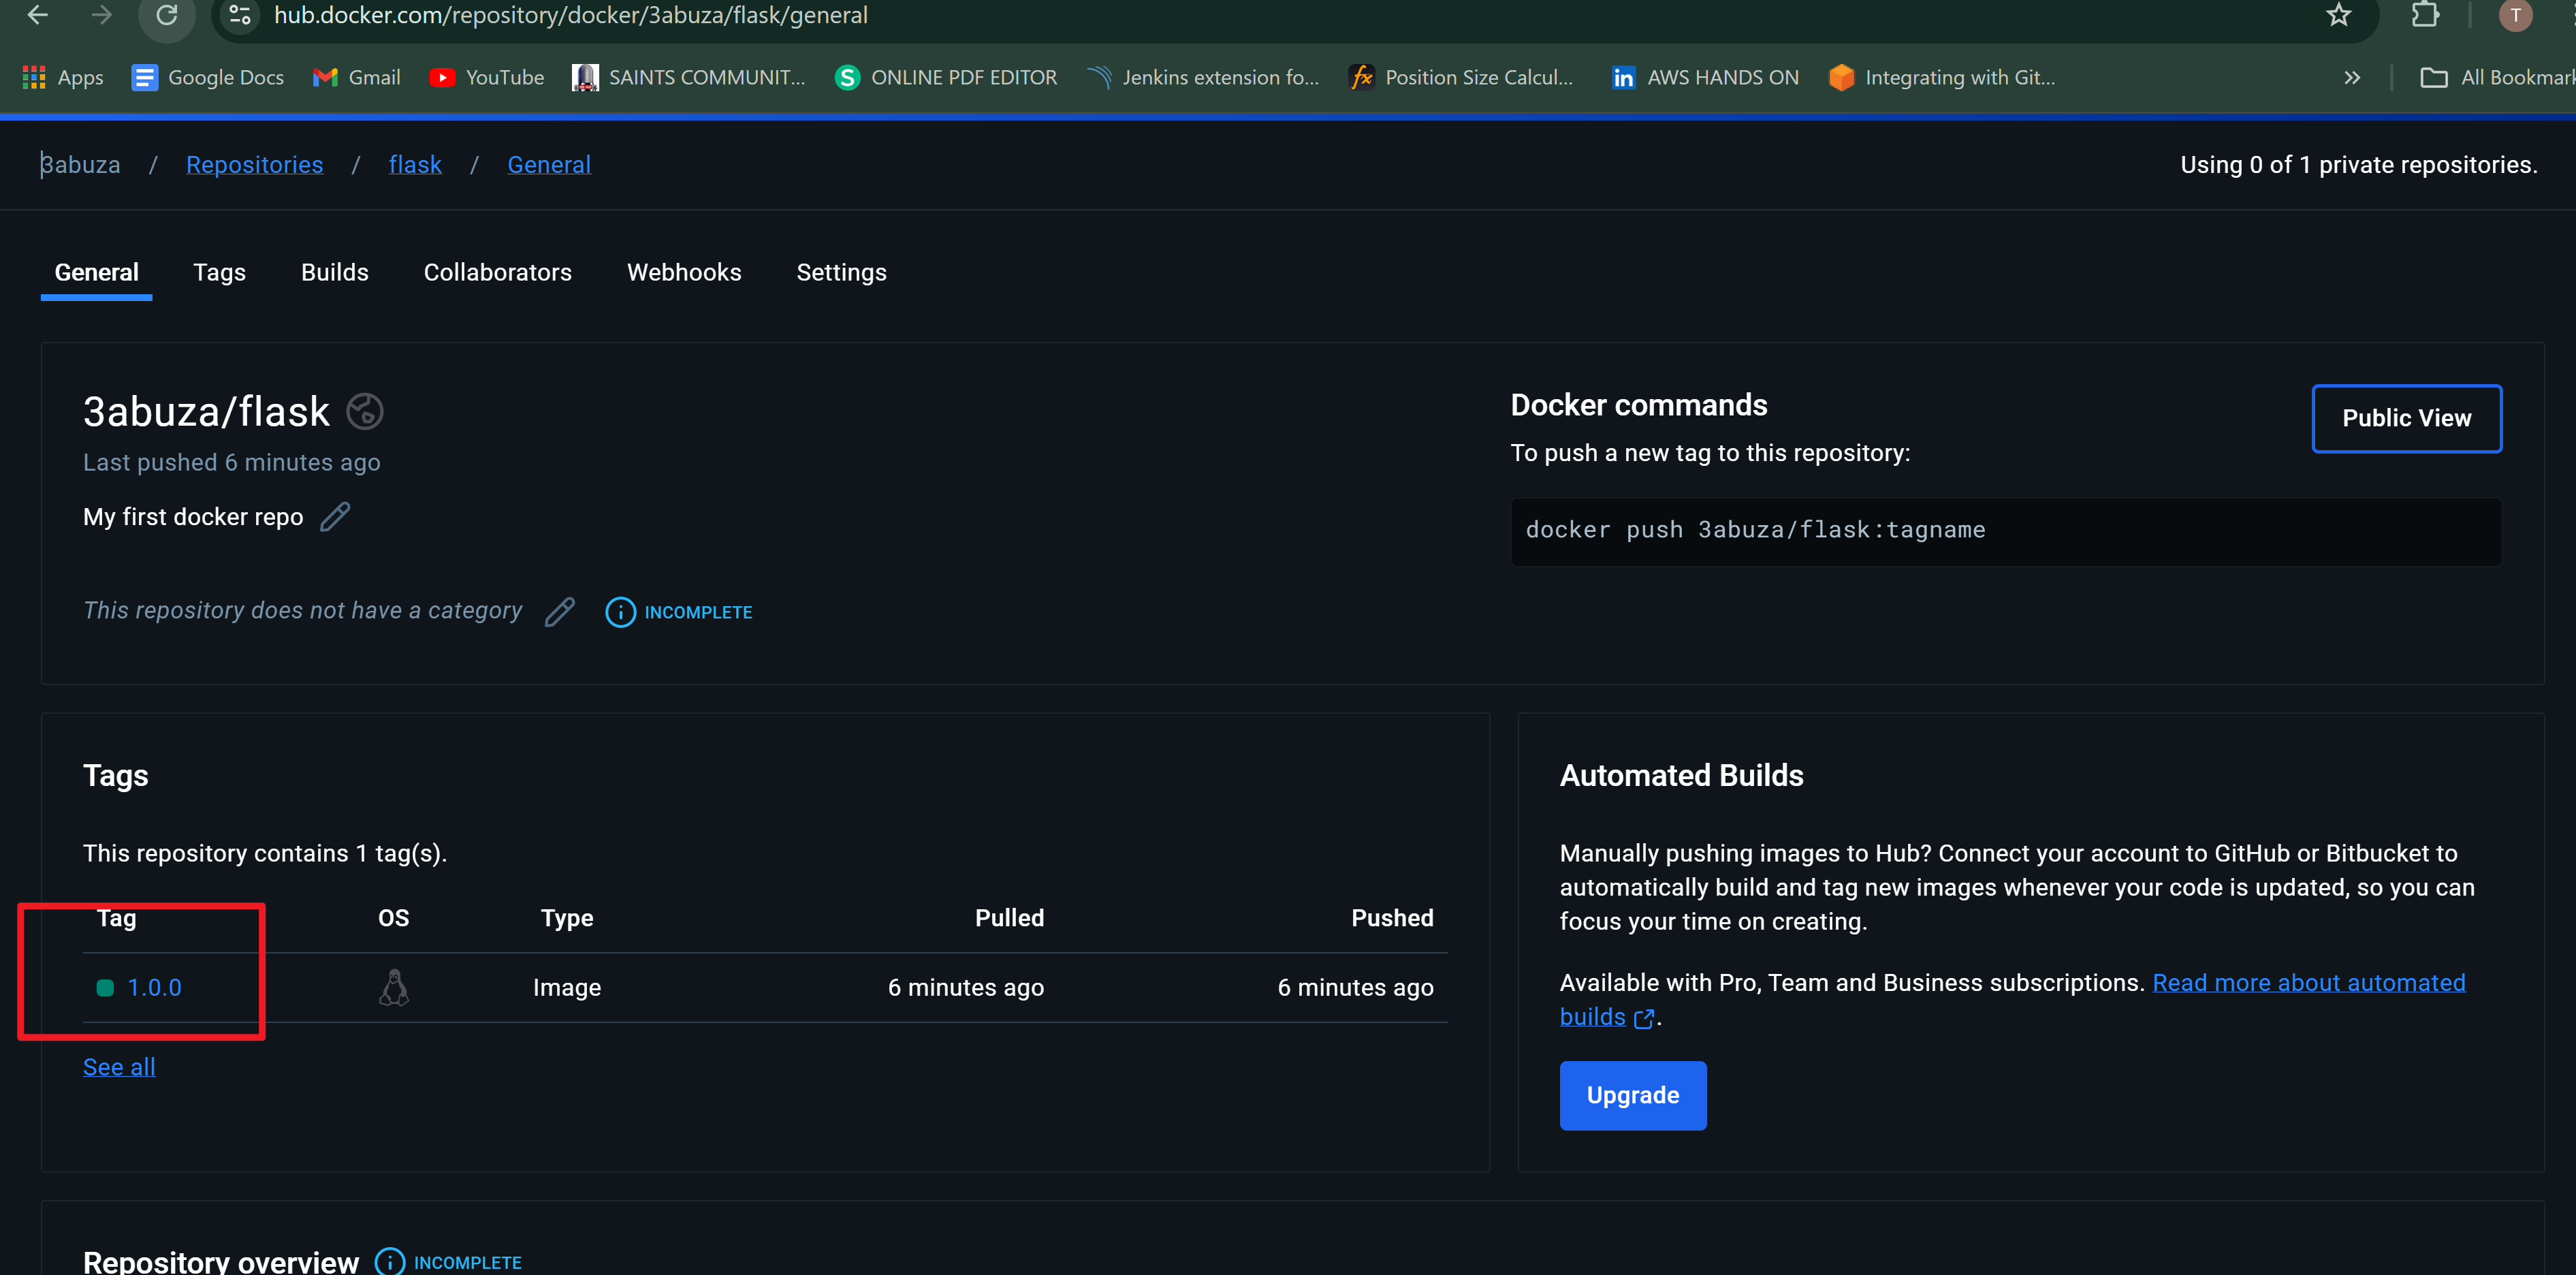 hub.docker.com/repository/docker/3abuza/flask/general
T
Apps Google Docs Gmail YouTube SAINTS COMMUNIT... ONLINE PDF EDITOR Jenkins extension fo... Position Size Calcul... AWS HANDS ON Integrating with Git... » All Bookmark
3abuza / Repositories / flask / General Using 0 of 1 private repositories.
General Tags Builds Collaborators Webhooks Settings
3abuza/flask
Last pushed 6 minutes ago
My first docker repo
This repository does not have a category INCOMPLETE
Docker commands
Public View
To push a new tag to this repository:
docker push 3abuza/flask:tagname
Tags
This repository contains 1 tag(s).
Tag OS Type Pulled Pushed
1.0.0 Image 6 minutes ago 6 minutes ago
See all
Automated Builds
Manually pushing images to Hub? Connect your account to GitHub or Bitbucket to
automatically build and tag new images whenever your code is updated, so you can
focus your time on creating.
Available with Pro, Team and Business subscriptions. Read more about automated
builds.
Upgrade
Repository overview INCOMPLETE